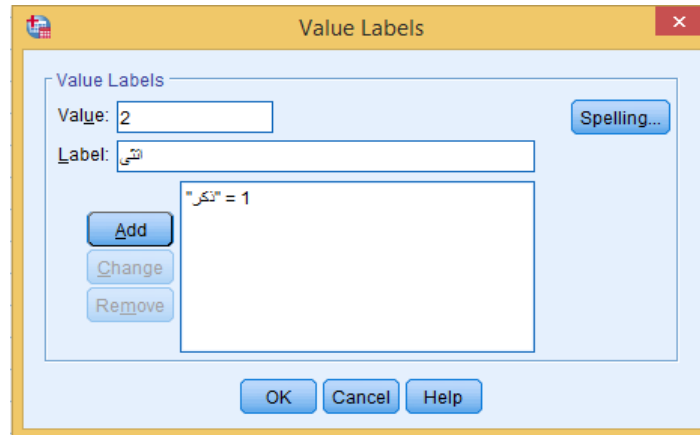 Value Labels
Value Labels
Value: 2
Spelling...
Label: انثى
"ذكر" = 1
Add
Change
Remove
OK Cancel Help